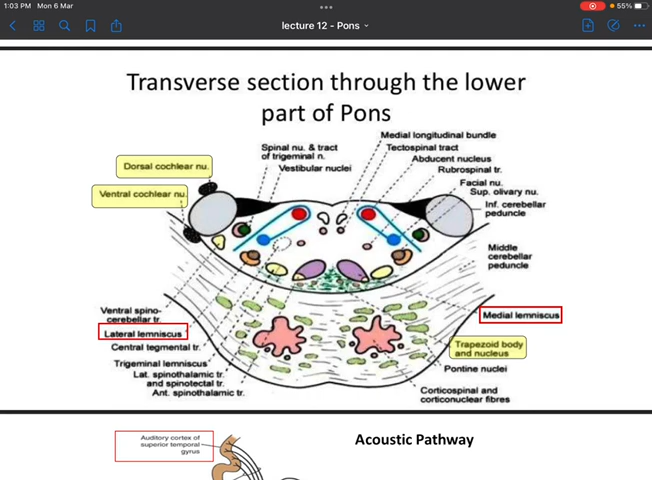 1:03 PM Mon 6 Mar
55%
lecture 12 - Pons
Transverse section through the lower
part of Pons
Medial longitudinal bundle
Tectospinal tract
Abducent nucleus
Rubrospinal tr.
Facial nu.
Sup. olivary nu.
Inf. cerebellar
peduncle
Spinal nu. & tract
of trigeminal n.
Vestibular nuclei
Dorsal cochlear nu.
Ventral cochlear nu.
Middle
cerebellar
peduncle
Ventral spino-
cerebellar tr.
Lateral lemniscus
Central tegmental tr.
Trigeminal lemniscus
Lat. spinothalamic tr.
and spinotectal tr.
Ant. spinothalamic tr.
Medial lemniscus
Trapezoid body
and nucleus
Pontine nuclei
Corticospinal and
corticonuclear fibres
Auditory cortex of
superior temporal
gyrus
Acoustic Pathway